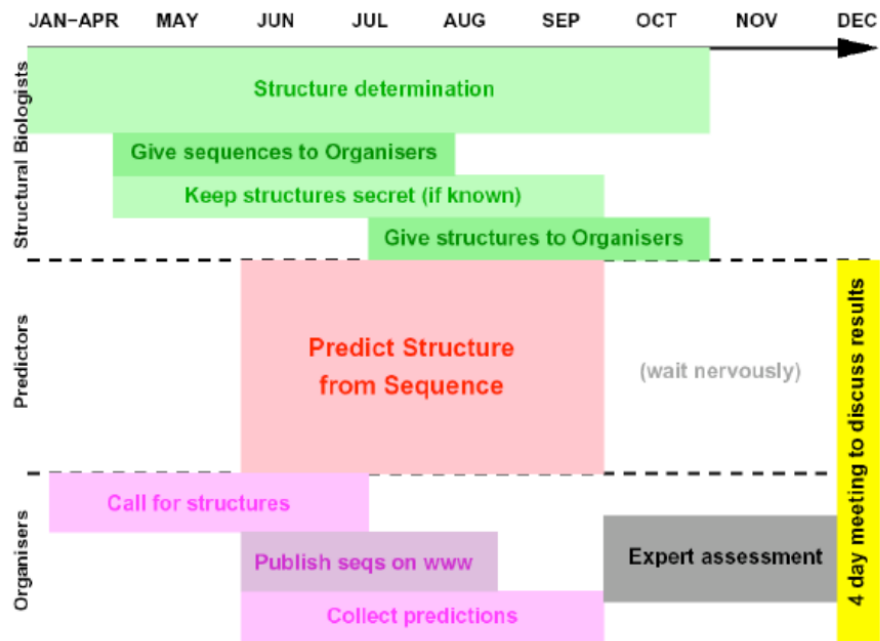 JAN–APR MAY JUN JUL AUG SEP OCT NOV DEC
Structural Biologists
Structure determination
Give sequences to Organisers
Keep structures secret (if known)
Give structures to Organisers
Predictors
Predict Structure
from Sequence
(wait nervously)
4 day meeting to discuss results
Organisers
Call for structures
Publish seqs on www
Expert assessment
Collect predictions